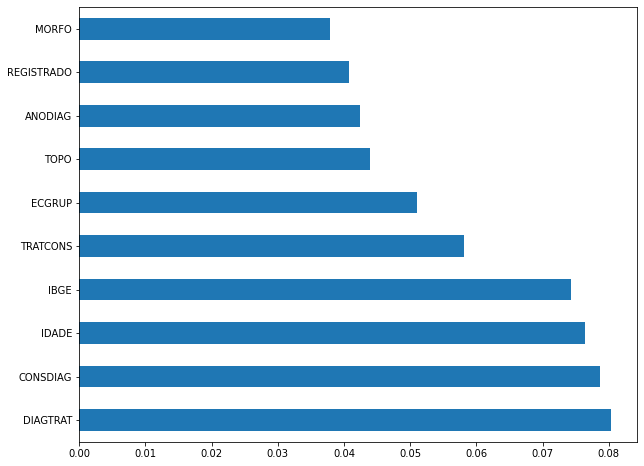 MORFO
REGISTRADO
ANODIAG
TOPO
ECGRUP
TRATCONS
IBGE
IDADE
CONSDIAG
DIAGTRAT
0.00 0.01 0.02 0.03 0.04 0.05 0.06 0.07 0.08